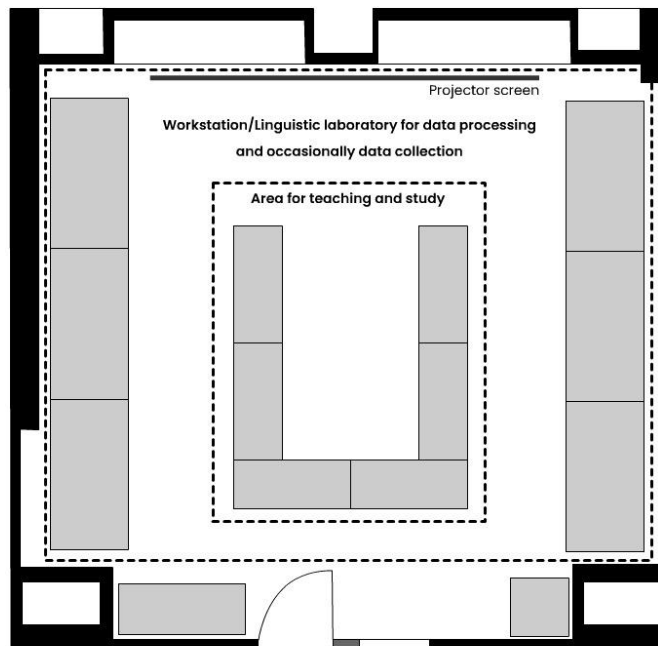 Projector screen
Workstation/Linguistic laboratory for data processing
and occasionally data collection
Area for teaching and study